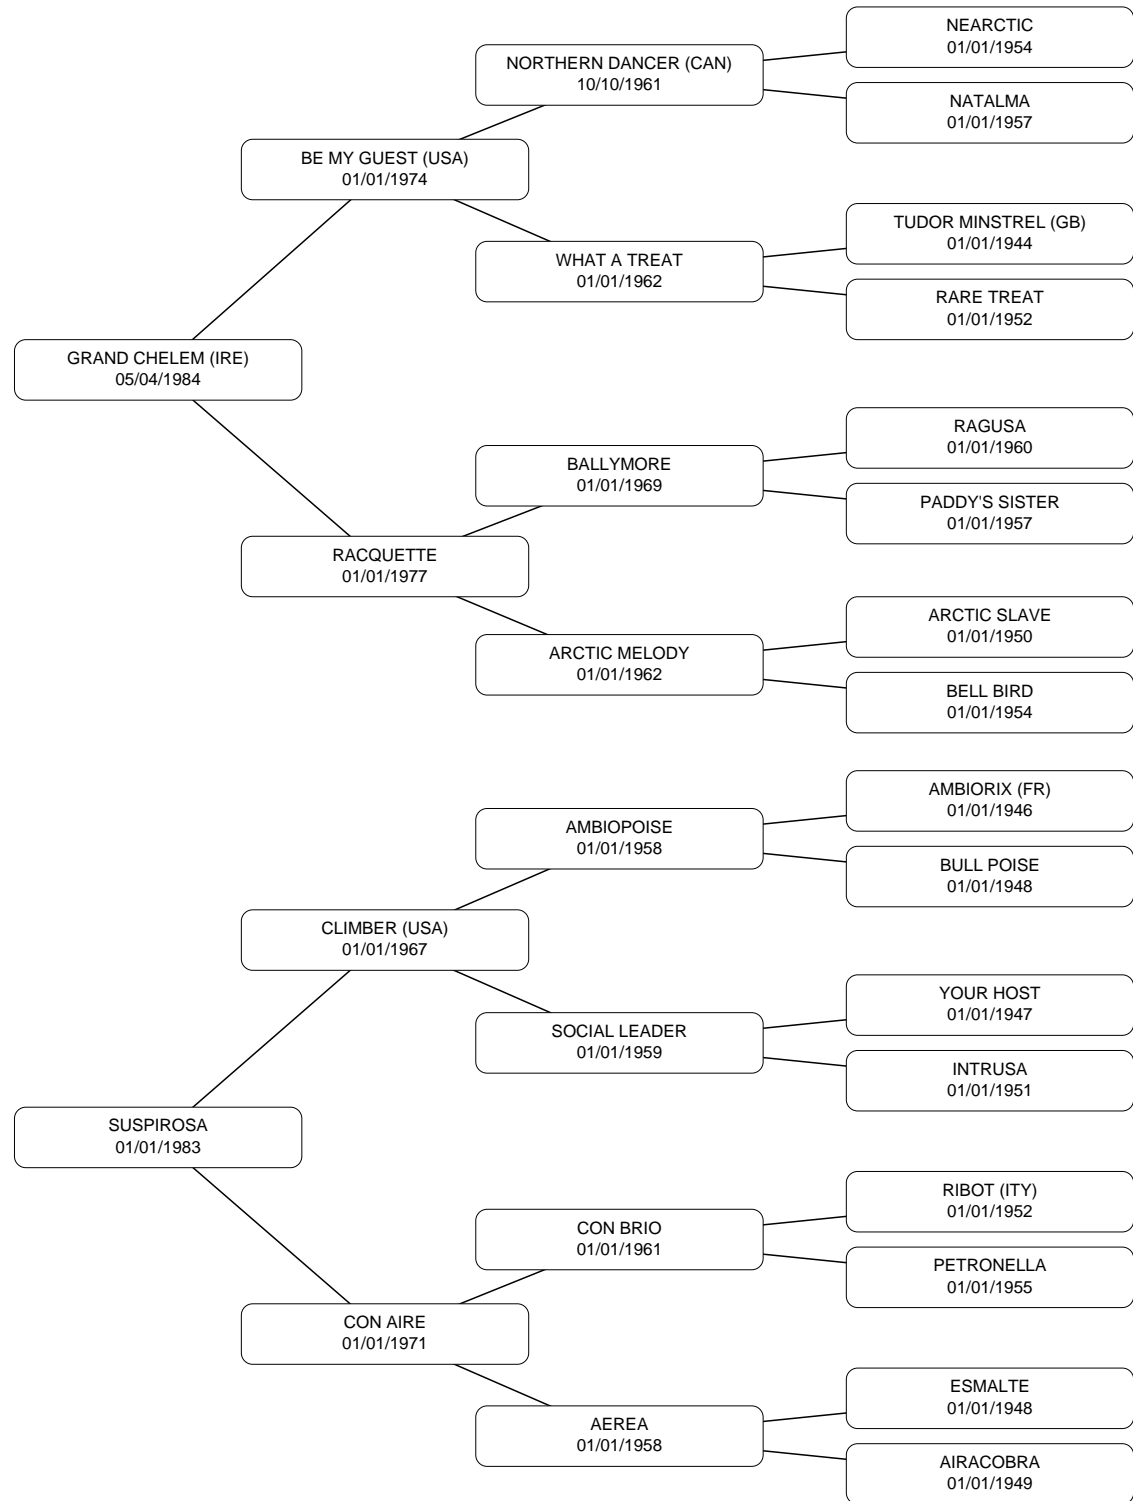 NEARCTIC
01/01/1954
NORTHERN DANCER (CAN)
10/10/1961
NATALMA
01/01/1957
BE MY GUEST (USA)
01/01/1974
TUDOR MINSTREL (GB)
01/01/1944
WHAT A TREAT
01/01/1962
RARE TREAT
01/01/1952
GRAND CHELEM (IRE)
05/04/1984
RAGUSA
01/01/1960
BALLYMORE
01/01/1969
PADDY'S SISTER
01/01/1957
RACQUETTE
01/01/1977
ARCTIC SLAVE
01/01/1950
ARCTIC MELODY
01/01/1962
BELL BIRD
01/01/1954
AMBIORIX (FR)
01/01/1946
AMBIOPOISE
01/01/1958
BULL POISE
01/01/1948
CLIMBER (USA)
01/01/1967
YOUR HOST
01/01/1947
SOCIAL LEADER
01/01/1959
INTRUSA
01/01/1951
SUSPIROSA
01/01/1983
RIBOT (ITY)
01/01/1952
CON BRIO
01/01/1961
PETRONELLA
01/01/1955
CON AIRE
01/01/1971
ESMALTE
01/01/1948
AEREA
01/01/1958
AIRACOBRA
01/01/1949